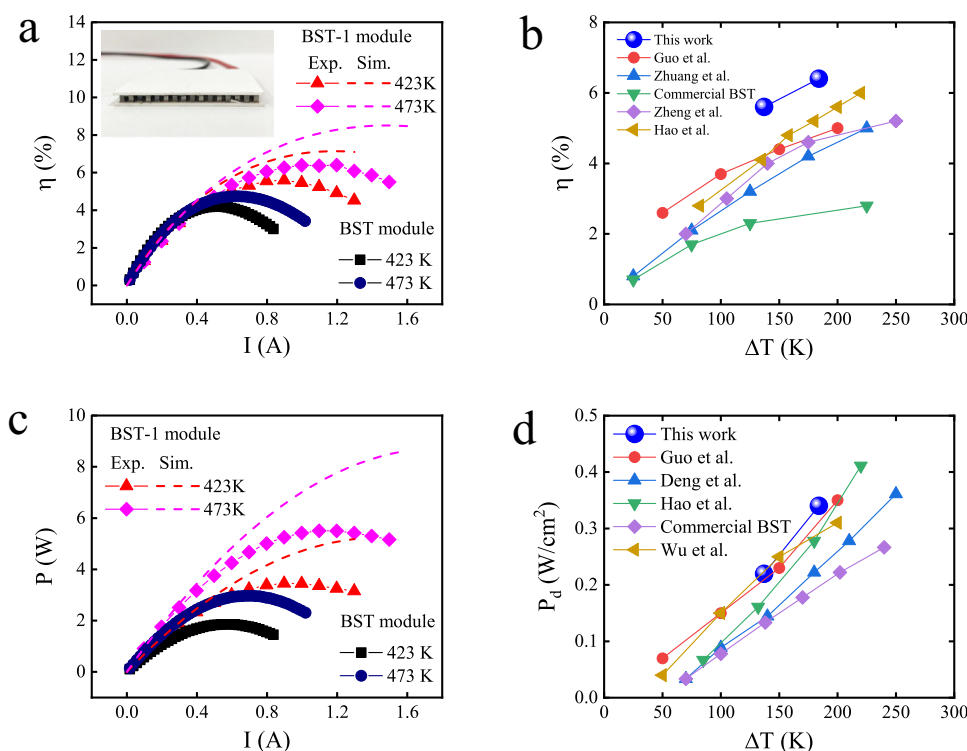 a
14
12
10
8
6
4
2
0
η (%)
BST-1 module
Exp. Sim.
423K
473K
BST module
423 K
473 K
0.0 0.4 0.8 1.2 1.6
I (A)
b
8
6
4
2
0
η (%)
This work
Guo et al.
Zhuang et al.
Commercial BST
Zheng et al.
Hao et al.
0 50 100 150 200 250 300
ΔT (K)
c
10
8
6
4
2
0
P (W)
BST-1 module
Exp. Sim.
423K
473K
BST module
423 K
473 K
0.0 0.4 0.8 1.2 1.6
I (A)
d
0.5
0.4
0.3
0.2
0.1
0.0
P_d (W/cm²)
This work
Guo et al.
Deng et al.
Hao et al.
Commercial BST
Wu et al.
0 50 100 150 200 250 300
ΔT (K)